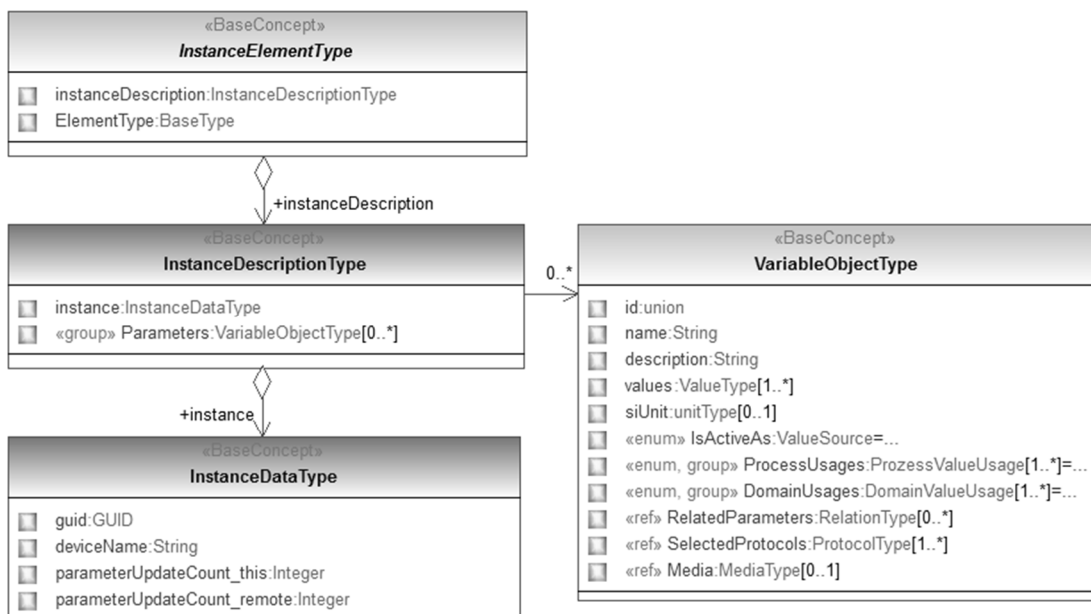 «BaseConcept»
InstanceElementType
instanceDescription:InstanceDescriptionType
ElementType:BaseType
+instanceDescription
«BaseConcept»
InstanceDescriptionType
instance:InstanceDataType
«group» Parameters:VariableObjectType[0..*]
0..*
«BaseConcept»
VariableObjectType
id:union
name:String
description:String
values:ValueType[1..*]
siUnit:unitType[0..1]
«enum» IsActiveAs:ValueSource=...
«enum, group» ProcessUsages:ProzessValueUsage[1..*]=...
«enum, group» DomainUsages:DomainValueUsage[1..*]=...
«ref» RelatedParameters:RelationType[0..*]
«ref» SelectedProtocols:ProtocolType[1..*]
«ref» Media:MediaType[0..1]
+instance
«BaseConcept»
InstanceDataType
guid:GUID
deviceName:String
parameterUpdateCount_this:Integer
parameterUpdateCount_remote:Integer